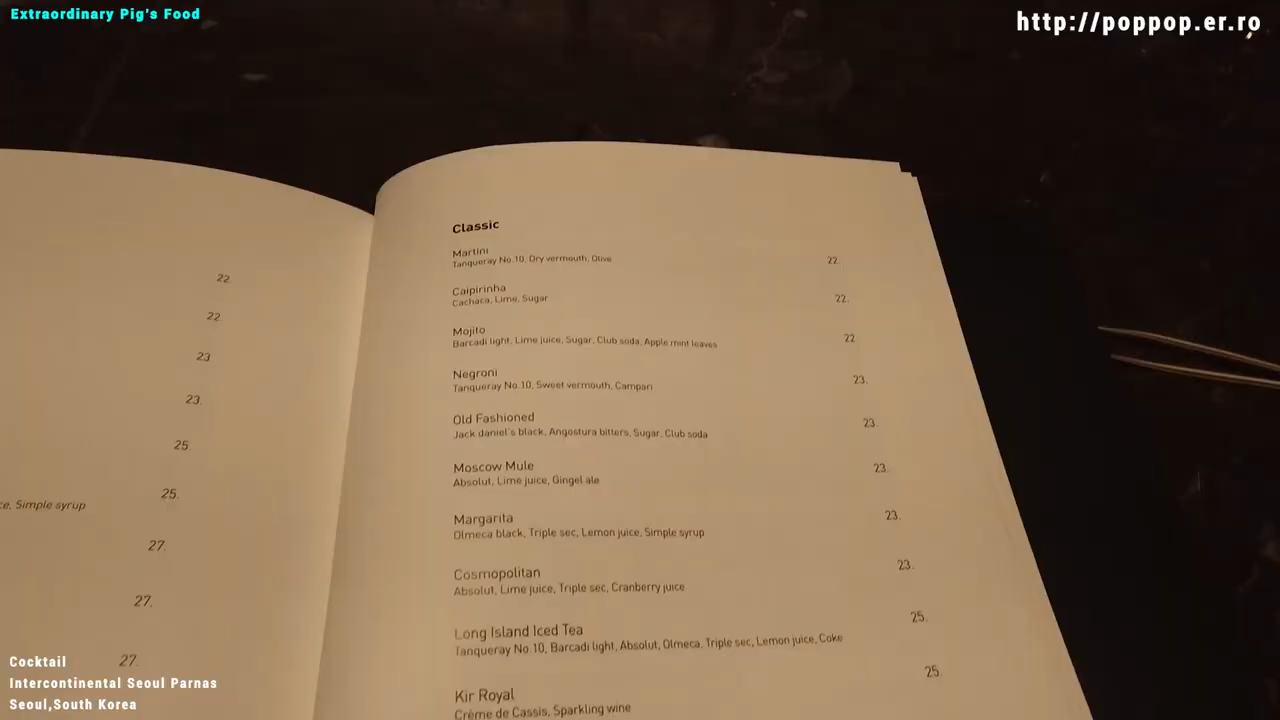 Extraordinary Pig's Food
http://poppop.er.ro
22.
22.
23
23.
25.
25.
ce, Simple syrup
27.
27.
27.
Classic
Martini
22.
Tanqueray No.10, Dry vermouth, Olive
Caipirinha
22.
Cachaca, Lime, Sugar
Mojito
22
Barcadi light, Lime juice, Sugar, Club soda, Apple mint leaves
Negroni
23.
Tanqueray No.10, Sweet vermouth, Campari
Old Fashioned
23.
Jack daniel's black, Angostura bitters, Sugar, Club soda
Moscow Mule
23.
Absolut, Lime juice, Gingel ale
Margarita
23.
Olmeca black, Triple sec, Lemon juice, Simple syrup
Cosmopolitan
23.
Absolut, Lime juice, Triple sec, Cranberry juice
Long Island Iced Tea
25.
Tanqueray No.10, Barcadi light, Absolut, Olmeca, Triple sec, Lemon juice, Coke
Kir Royal
25.
Crème de Cassis, Sparkling wine
Cocktail
Intercontinental Seoul Parnas
Seoul,South Korea